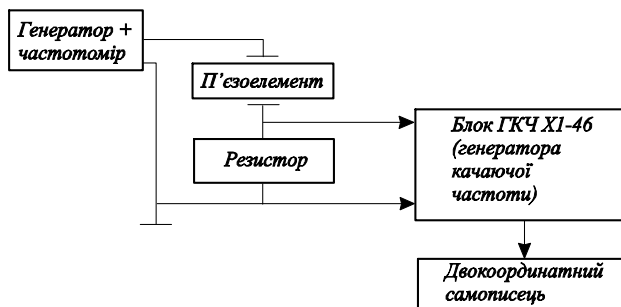 Генератор +
частотомір
П’єзоелемент
Резистор
Блок ГКЧ Х1-46
(генератора
качаючої
частоти)
Двокоординатний
самописець